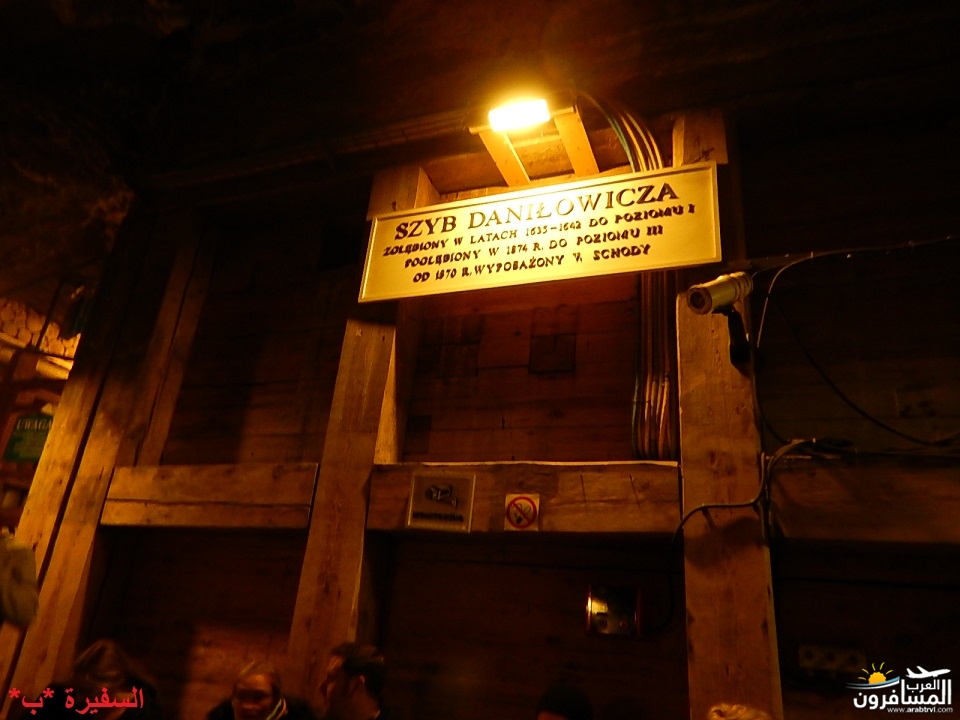 SZYB DANIŁOWICZA
ZGŁĘBIONY W LATACH 1635-1642 DO POZIOMU I
POGŁĘBIONY W 1874 R. DO POZIOMU III
OD 1870 R. WYPOSAŻONY W SCHODY
UWAGA
السفيرة *ب*
العرب
المسافرون
www.arabtrvl.com